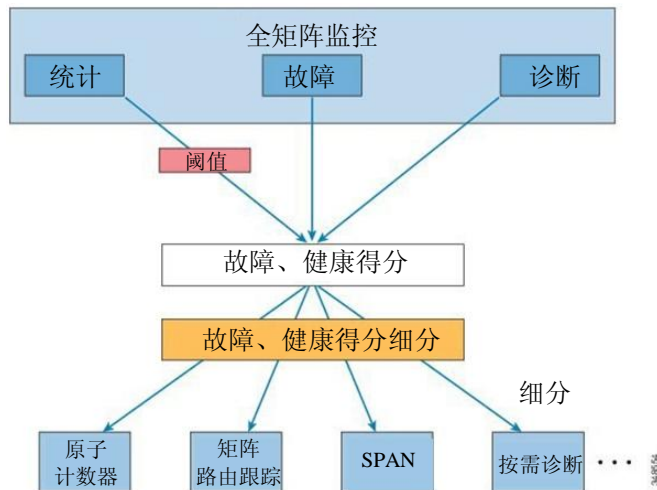 全矩阵监控
统计
故障
诊断
阈值
故障、健康得分
故障、健康得分细分
细分
原子
计数器
矩阵
路由跟踪
SPAN
按需诊断
···